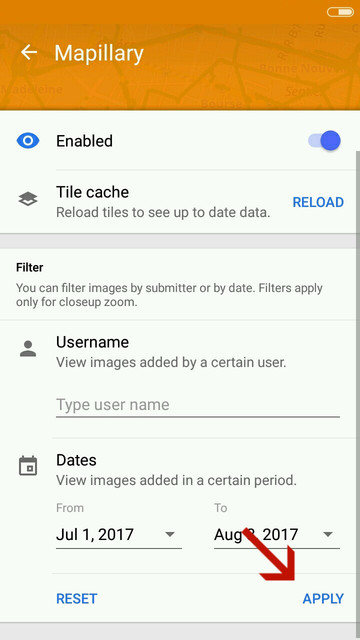 Mapillary
Enabled
Tile cache
Reload tiles to see up to date data.
RELOAD
Filter
You can filter images by submitter or by date. Filters apply
only for closeup zoom.
Username
View images added by a certain user.
Type user name
Dates
View images added in a certain period.
From
To
Jul 1, 2017
Aug 2017
RESET
APPLY